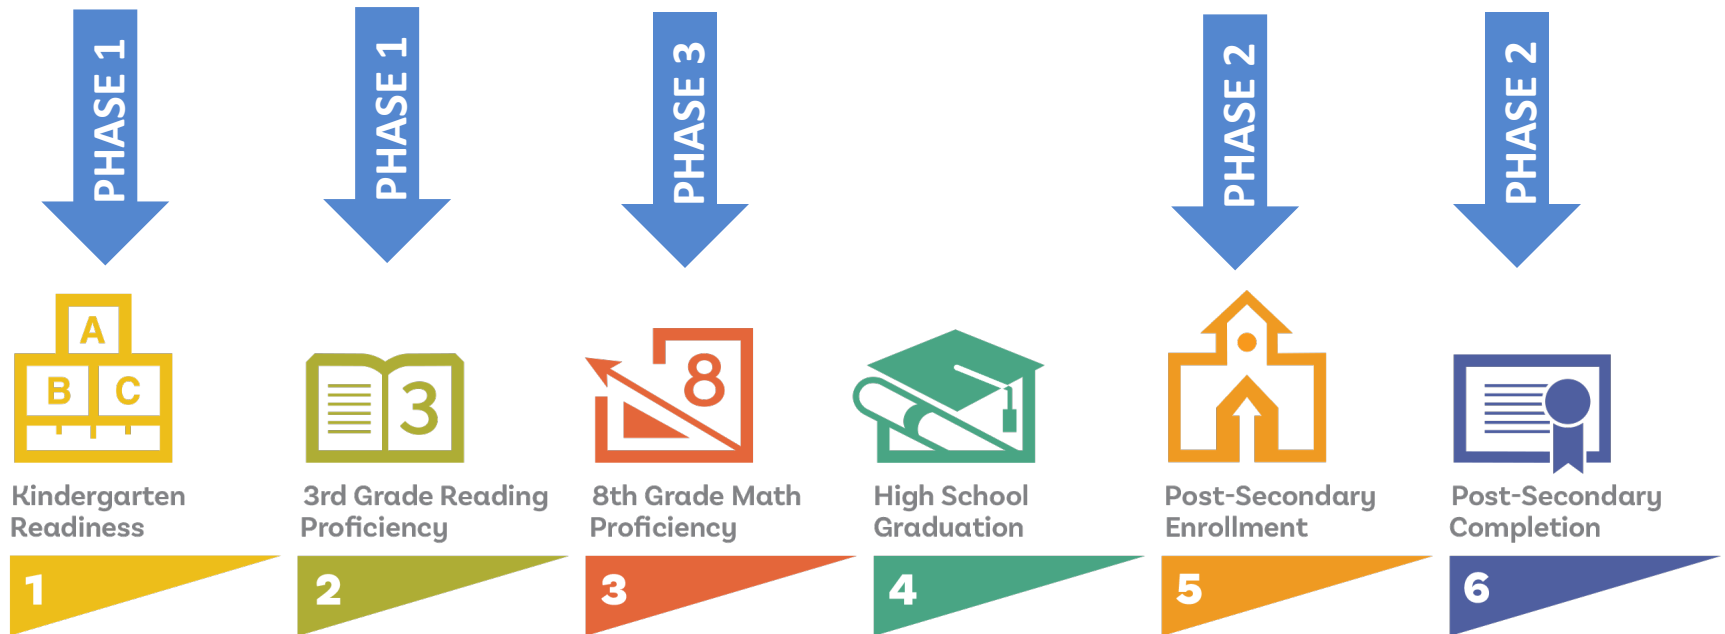 PHASE 1
PHASE 1
PHASE 3
PHASE 2
PHASE 2
A
B C
3
8
Kindergarten
Readiness
3rd Grade Reading
Proficiency
8th Grade Math
Proficiency
High School
Graduation
Post-Secondary
Enrollment
Post-Secondary
Completion
1
2
3
4
5
6